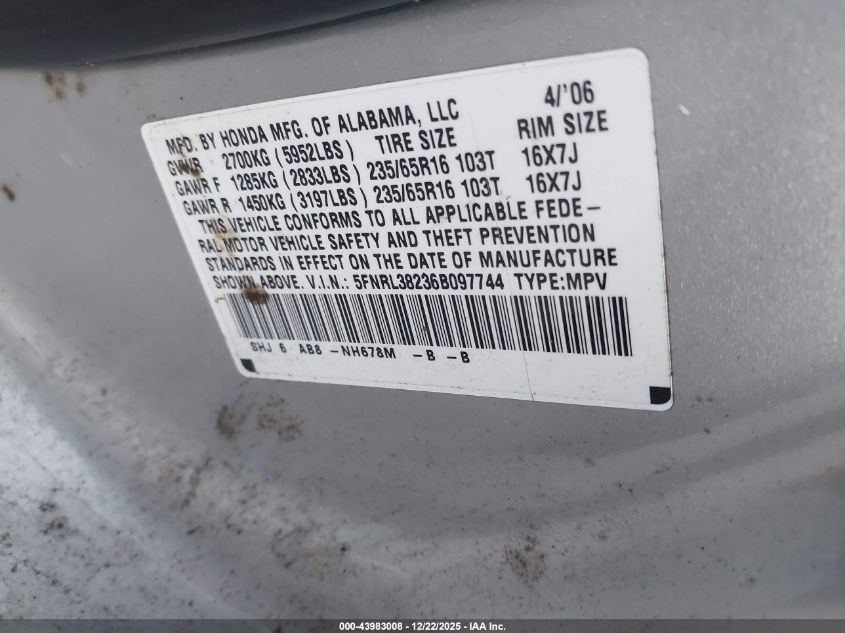 MFD. BY HONDA MFG. OF ALABAMA, LLC 4/'06
GVWR 2700KG (5952LBS) TIRE SIZE RIM SIZE
GAWR F 1285KG (2833LBS) 235/65R16 103T 16X7J
GAWR R 1450KG (3197LBS) 235/65R16 103T 16X7J
THIS VEHICLE CONFORMS TO ALL APPLICABLE FEDE-
RAL MOTOR VEHICLE SAFETY AND THEFT PREVENTION
STANDARDS IN EFFECT ON THE DATE OF MANUFACTURE
SHOWN ABOVE. V.I.N.: 5FNRL38236B097744 TYPE:MPV
SHJ 6 AB8 -NH678M -B -B
000-43983008 - 12/22/2025 - IAA Inc.